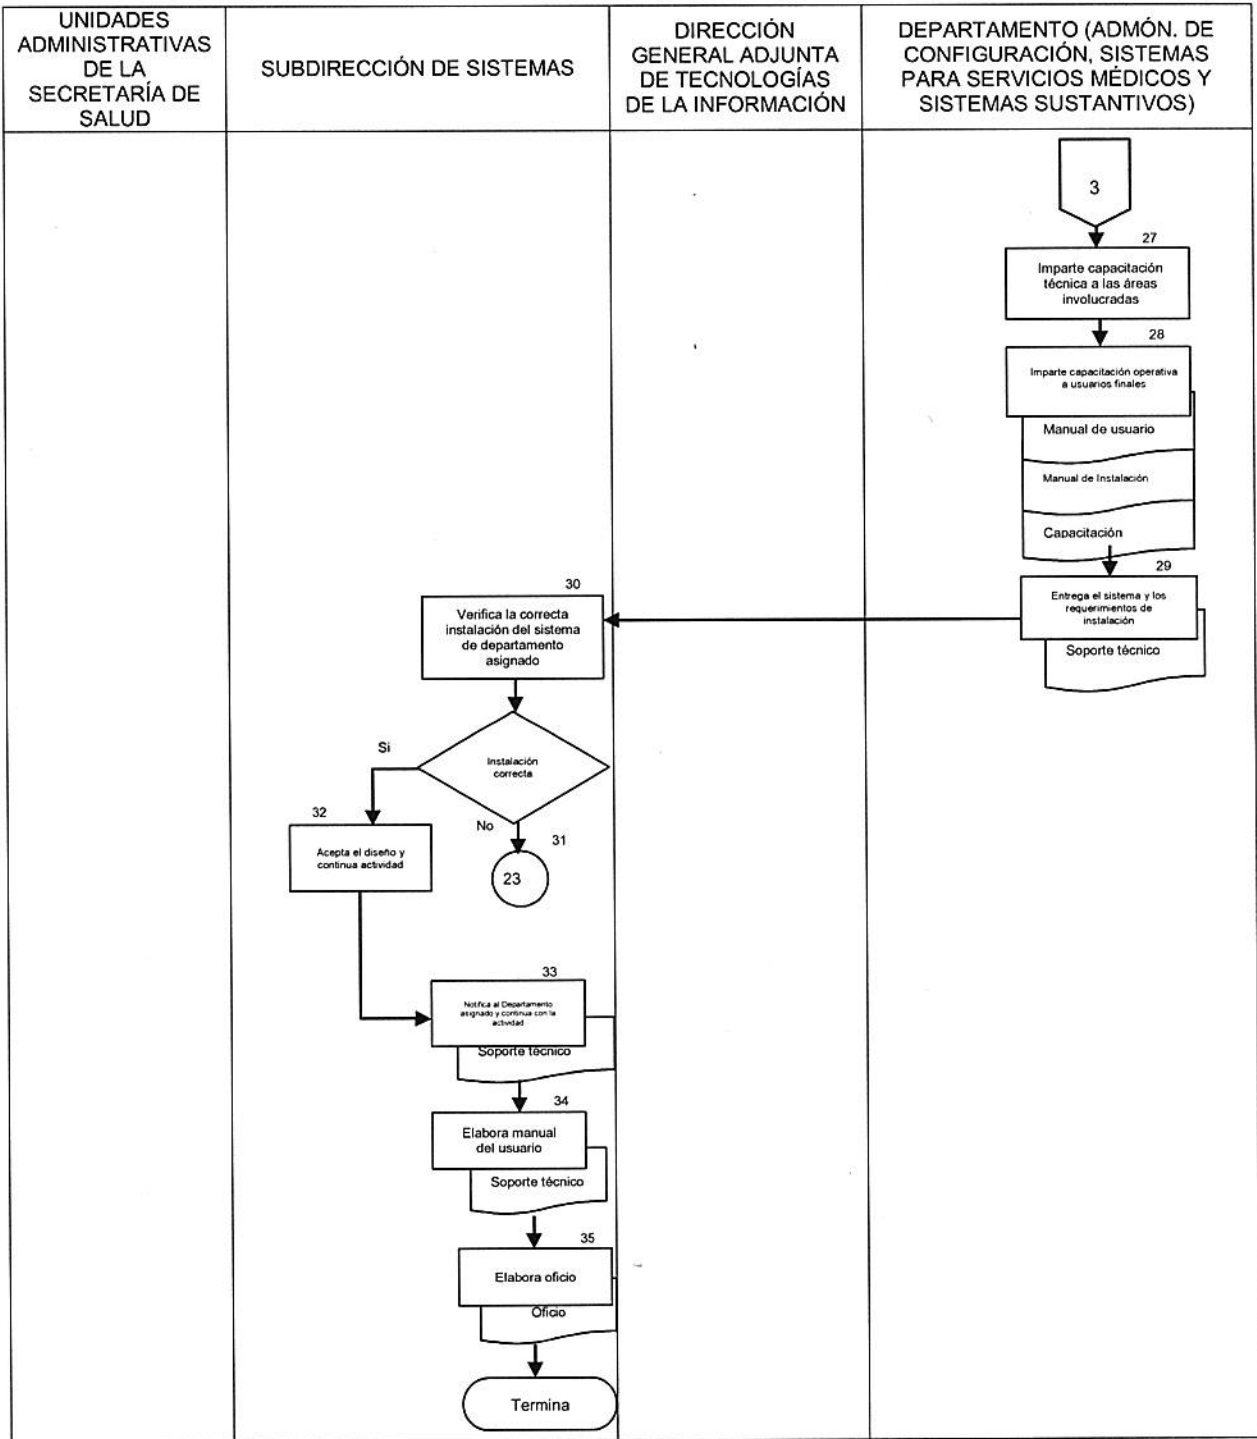 UNIDADES
ADMINISTRATIVAS
DE LA
SECRETARÍA DE
SALUD
SUBDIRECCIÓN DE SISTEMAS
DIRECCIÓN
GENERAL ADJUNTA
DE TECNOLOGÍAS
DE LA INFORMACIÓN
DEPARTAMENTO (ADMÓN. DE
CONFIGURACIÓN, SISTEMAS
PARA SERVICIOS MÉDICOS Y
SISTEMAS SUSTANTIVOS)
3
27
Imparte capacitación
técnica a las áreas
involucradas
28
Imparte capacitación operativa
a usuarios finales
Manual de usuario
Manual de Instalación
Capacitación
29
Entrega el sistema y los
requerimientos de
instalación
Soporte técnico
30
Verifica la correcta
instalación del sistema
de departamento
asignado
Instalación
correcta
Si
No
31
23
32
Acepta el diseño y
continua actividad
33
Notifica al Departamento
asignado y continua con la
actividad
Soporte técnico
34
Elabora manual
del usuario
Soporte técnico
35
Elabora oficio
Oficio
Termina